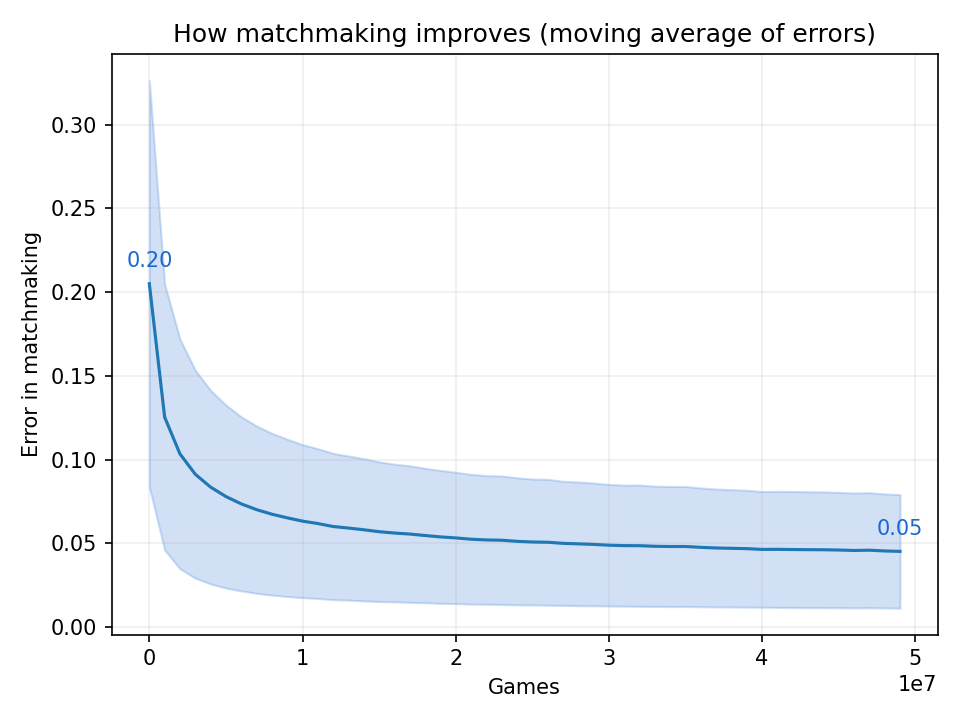 How matchmaking improves (moving average of errors)
Error in matchmaking
0.30
0.25
0.20
0.15
0.10
0.05
0.00
0.20
0.05
0 1 2 3 4 5
1e7
Games